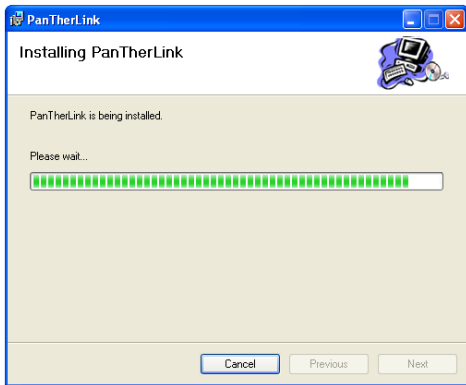 PanTherLink
Installing PanTherLink
PanTherLink is being installed.
Please wait...
Cancel
Previous
Next